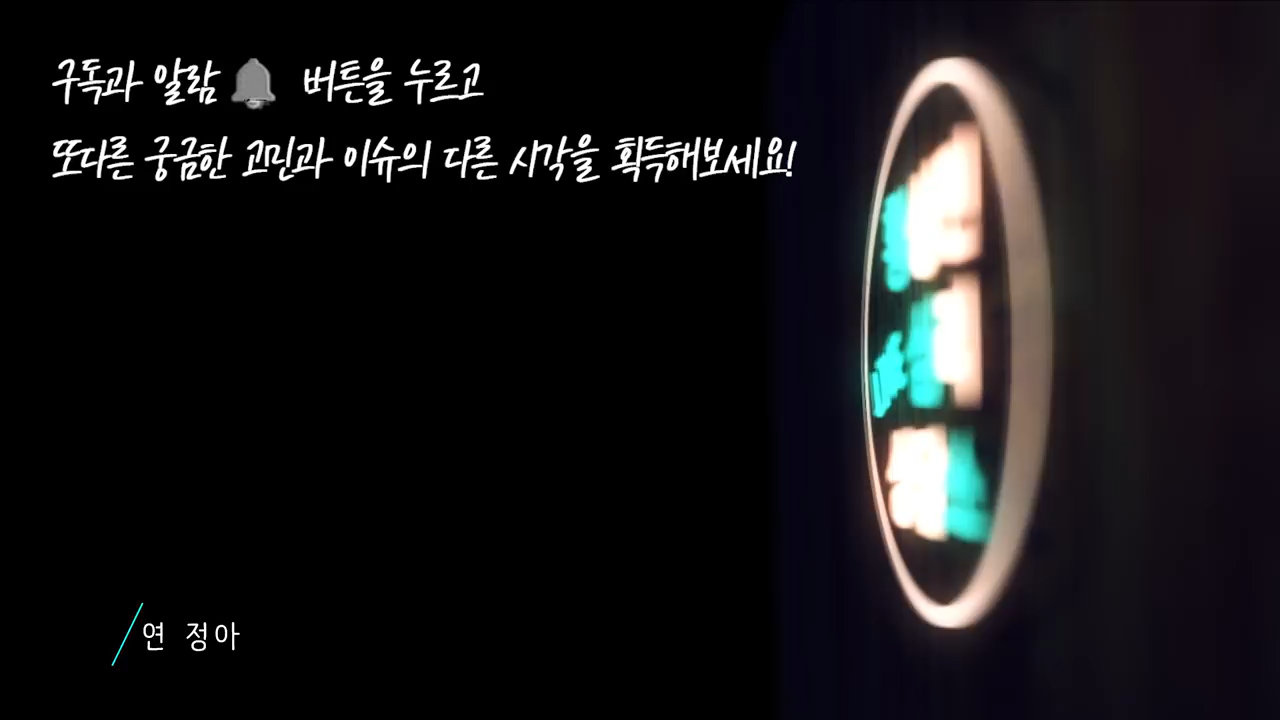 구독과 알람 🔔 버튼을 누르고
또다른 궁금한 고민과 이슈의 다른 시각을 획득해보세요!
연 정아